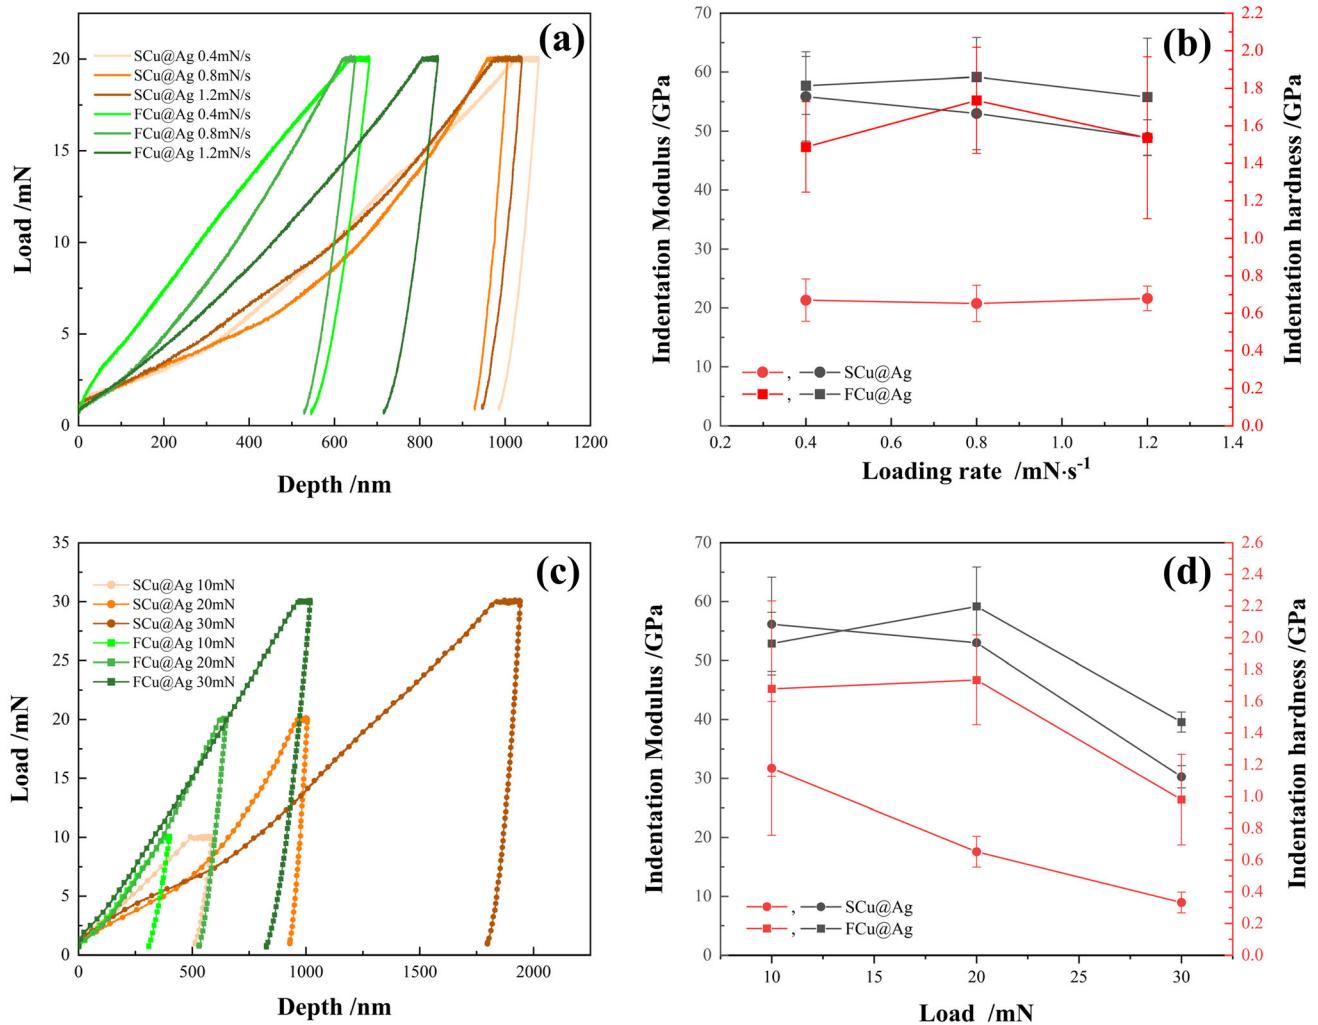 (a)
SCu@Ag 0.4mN/s
SCu@Ag 0.8mN/s
SCu@Ag 1.2mN/s
FCu@Ag 0.4mN/s
FCu@Ag 0.8mN/s
FCu@Ag 1.2mN/s
Load /mN
20
15
10
5
0
0 200 400 600 800 1000 1200
Depth /nm
(b)
Indentation Modulus /GPa
70
60
50
40
30
20
10
0
70
60
0.2 0.4 0.6 0.8 1.0 1.2 1.4
Loading rate /mN·s-1
Indentation hardness /GPa
2.2
2.0
1.8
1.6
1.4
1.2
1.0
0.8
0.6
0.4
0.2
0.0
, SCu@Ag
, FCu@Ag
(c)
SCu@Ag 10mN
SCu@Ag 20mN
SCu@Ag 30mN
FCu@Ag 10mN
FCu@Ag 20mN
FCu@Ag 30mN
Load /mN
35
30
25
20
15
10
5
0
0 500 1000 1500 2000
Depth /nm
(d)
Indentation Modulus /GPa
70
60
50
40
30
20
10
0
10 15 20 25 30
Load /mN
Indentation hardness /GPa
2.6
2.4
2.2
2.0
1.8
1.6
1.4
1.2
1.0
0.8
0.6
0.4
0.2
0.0
, SCu@Ag
, FCu@Ag